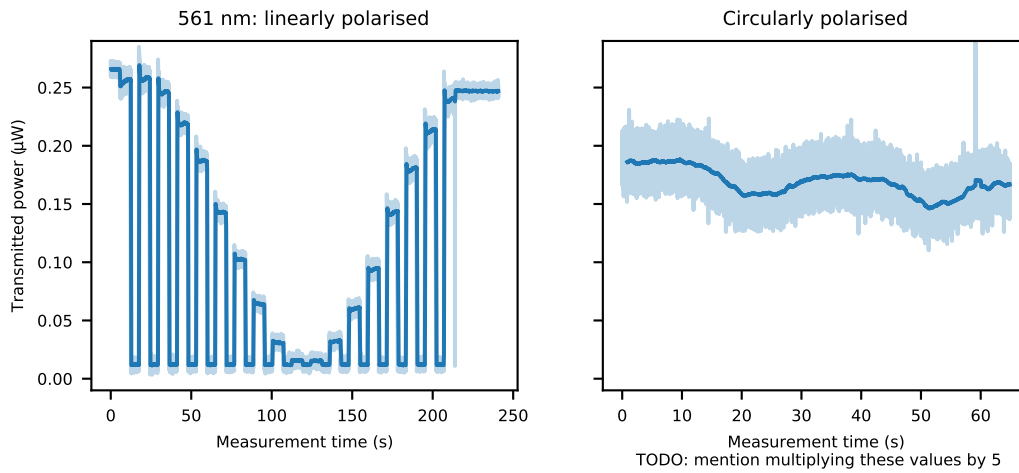 561 nm: linearly polarised
Circularly polarised
Transmitted power (µW)
0.25
0.20
0.15
0.10
0.05
0.00
0 50 100 150 200 250
Measurement time (s)
0 10 20 30 40 50 60
Measurement time (s)
TODO: mention multiplying these values by 5